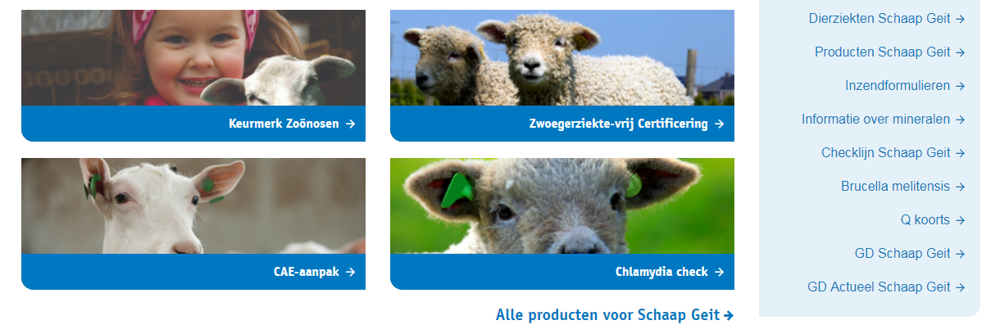 Keurmerk Zoönosen →
Zwoegerziekte-vrij Certificering →
CAE-aanpak →
Chlamydia check →
Alle producten voor Schaap Geit →
Dierziekten Schaap Geit →
Producten Schaap Geit →
Inzendformulieren →
Informatie over mineralen →
Checklijn Schaap Geit →
Brucella melitensis →
Q koorts →
GD Schaap Geit →
GD Actueel Schaap Geit →